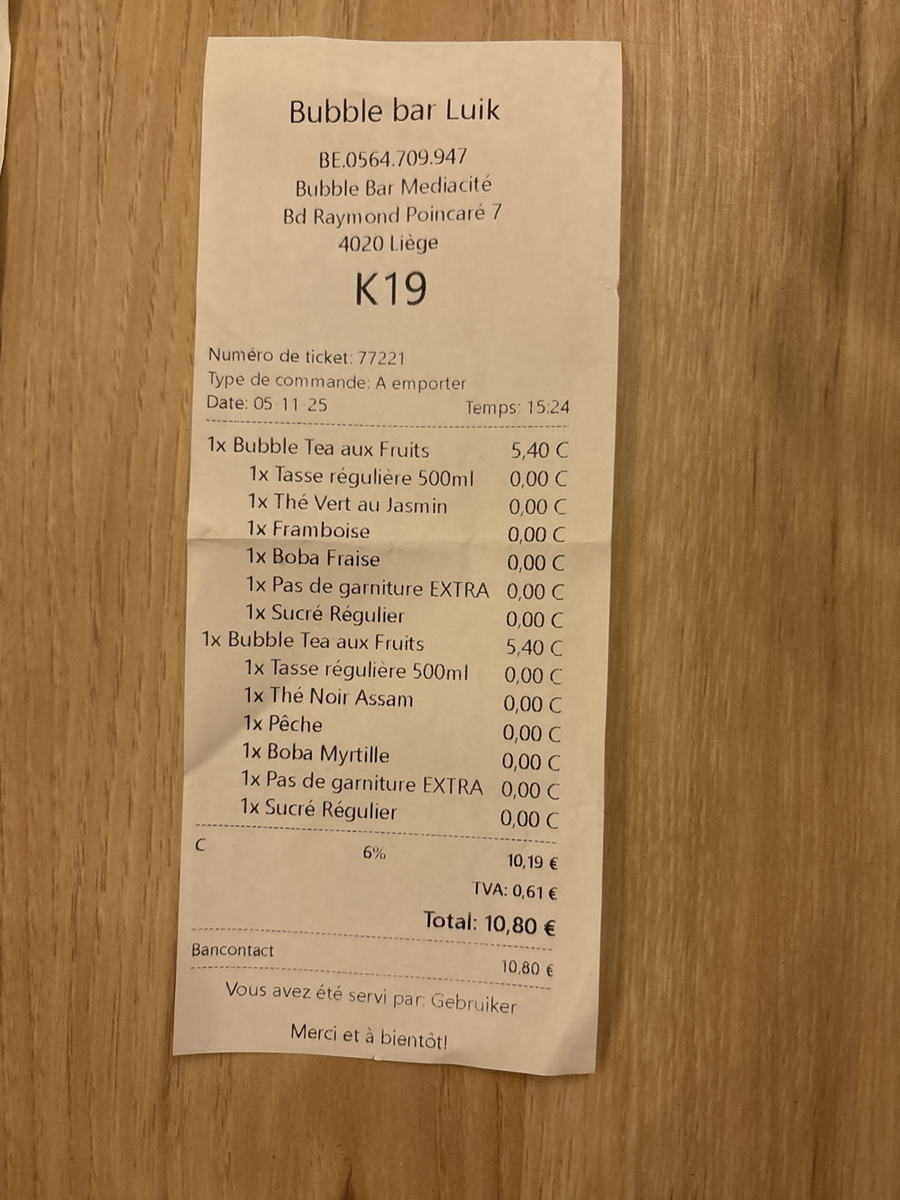 Bubble bar Luik
BE.0564.709.947
Bubble Bar Mediacité
Bd Raymond Poincaré 7
4020 Liège
K19
Numéro de ticket: 77221
Type de commande: A emporter
Date: 05-11-25 Temps: 15:24
1x Bubble Tea aux Fruits 5,40 C
1x Tasse régulière 500ml 0,00 C
1x Thé Vert au Jasmin 0,00 C
1x Framboise 0,00 C
1x Boba Fraise 0,00 C
1x Pas de garniture EXTRA 0,00 C
1x Sucré Régulier 0,00 C
1x Bubble Tea aux Fruits 5,40 C
1x Tasse régulière 500ml 0,00 C
1x Thé Noir Assam 0,00 C
1x Pêche 0,00 C
1x Boba Myrtille 0,00 C
1x Pas de garniture EXTRA 0,00 C
1x Sucré Régulier 0,00 C
C 6% 10,19 €
TVA: 0,61 €
Total: 10,80 €
Bancontact 10,80 €
Vous avez été servi par: Gebruiker
Merci et à bientôt!